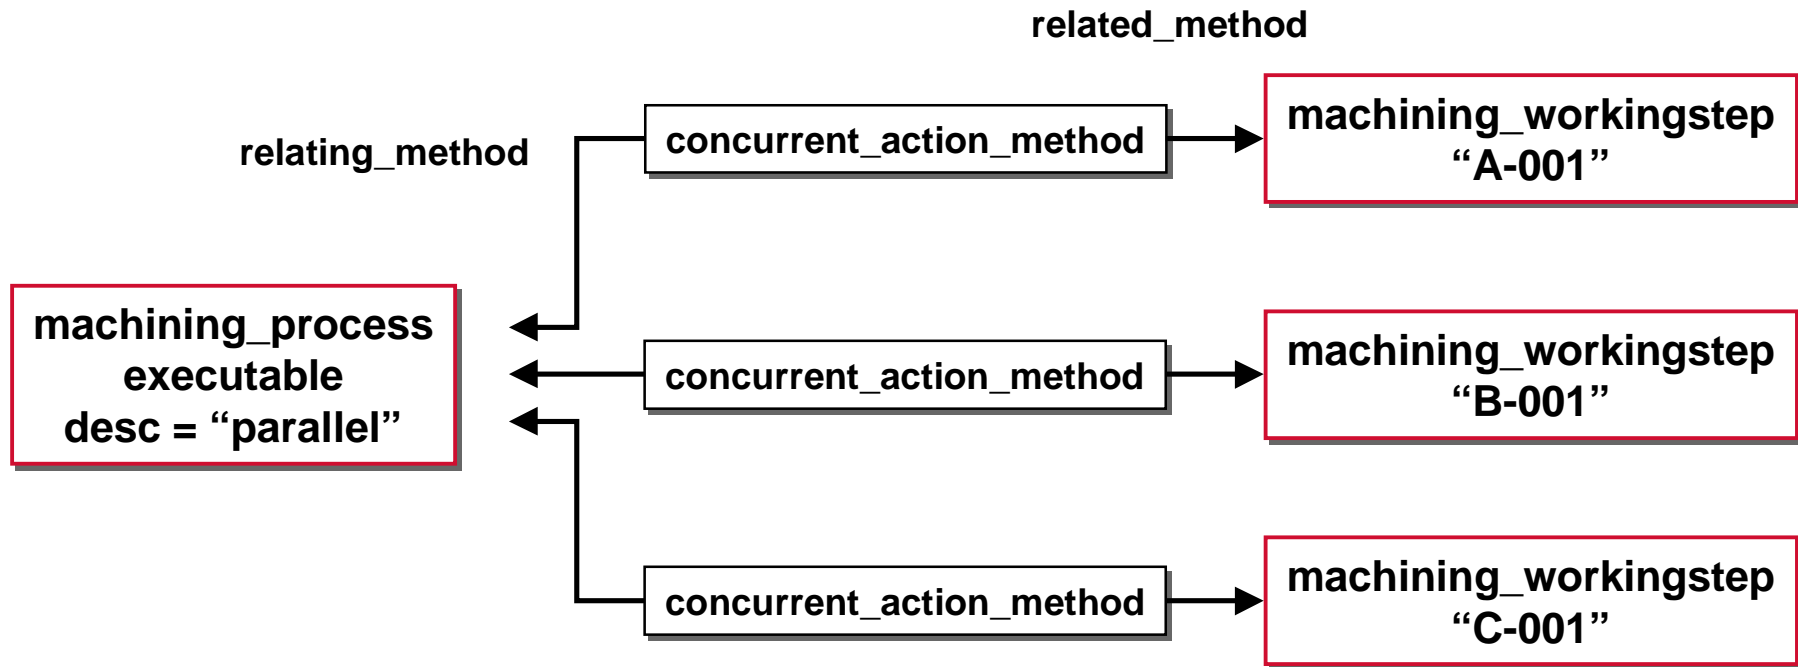 related_method
relating_method
concurrent_action_method
machining_workingstep
“A-001”
machining_process
executable
desc = “parallel”
concurrent_action_method
machining_workingstep
“B-001”
concurrent_action_method
machining_workingstep
“C-001”